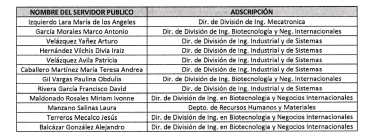 NOMBRE DEL SERVIDOR PUBLICO ADSCRIPCIÓN
Izquierdo Lara María de los Angeles Dir. de División de Ing. Mecatronica
García Morales Marco Antonio Dir. de División de Ing. Biotecnología y Neg. Internacionales
Velázquez Yañez Arturo Dir. de División de Ing. Industrial y de Sistemas
Hernández Vilchis Divia Iraiz Dir. de División de Ing. Industrial y de Sistemas
Velázquez Avila Patricia Dir. de División de Ing. Industrial y de Sistemas
Caballero Martínez María Teresa Andrea Dir. de División de Ing. Industrial y de Sistemas
Gil Vargas Paulina Obdulia Dir. de División de Ing. Biotecnología y Neg. Internacionales
Rivera García Francisco David Dir. de División de Ing. Industrial y de Sistemas
Maldonado Rosales Miriam Ivonne Dir. de División de Ing. en Biotecnología y Negocios Internacionales
Manzano Salinas Laura Depto. de Recursos Humanos y Materiales
Terreros Mecalco Jesús Dir. de División de Ing. en Biotecnología y Negocios Internacionales
Balcázar González Alejandro Dir. de División de Ing. en Biotecnología y Negocios Internacionales